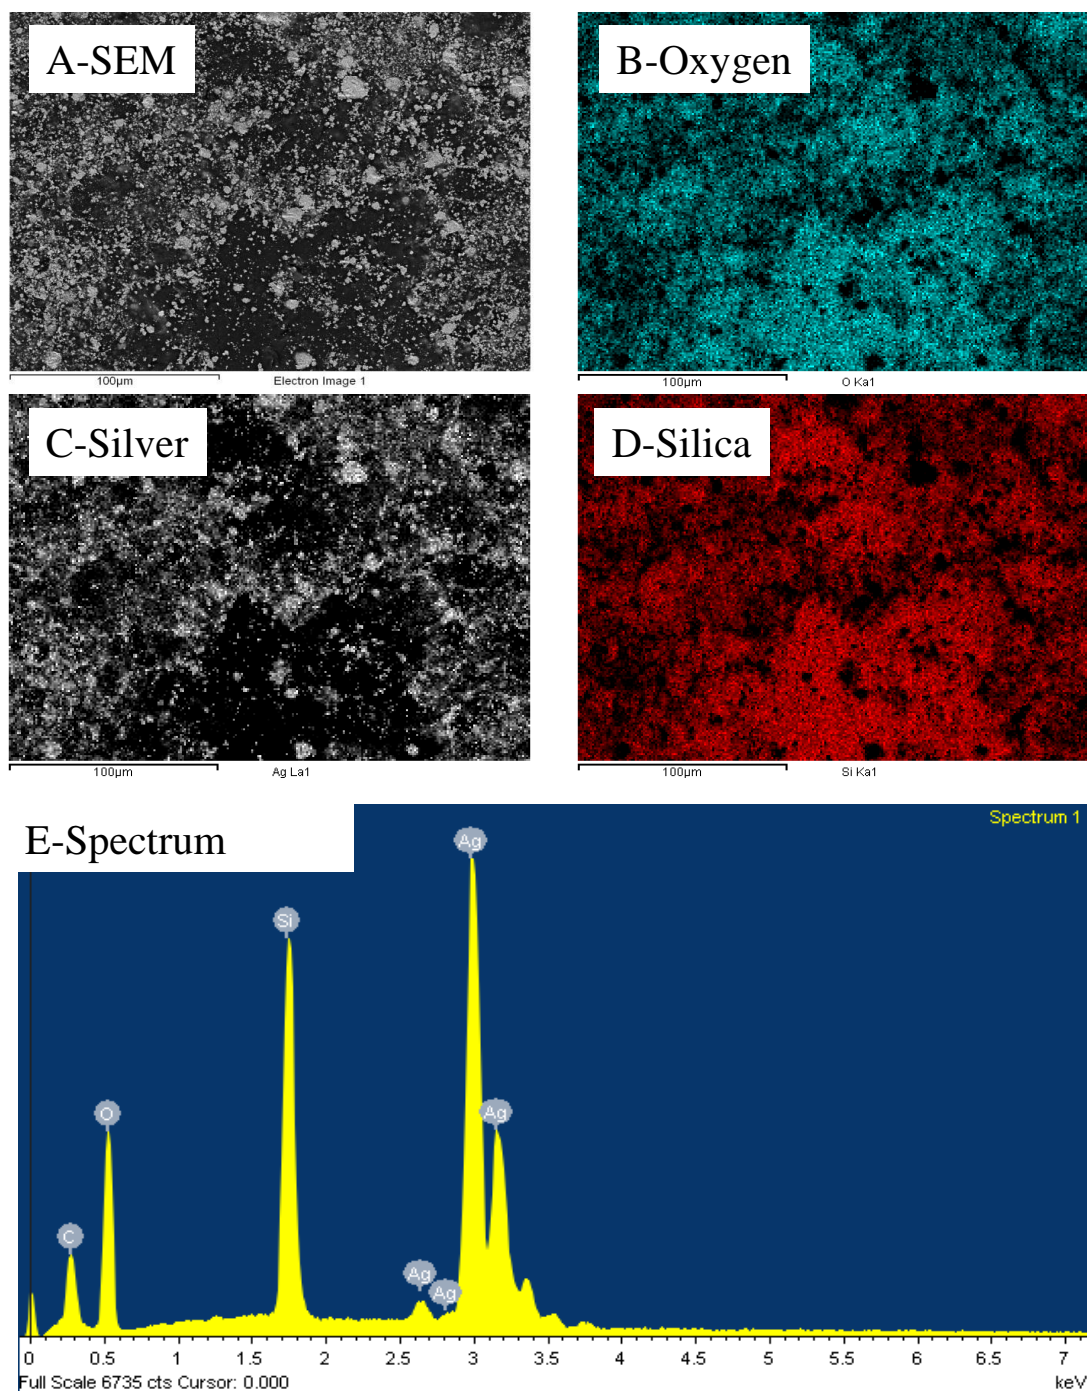 A-SEM
B-Oxygen
100µm Electron Image 1
100µm O Ka1
C-Silver
D-Silica
100µm Ag La1
100µm Si Ka1
E-Spectrum
Spectrum 1
Ag
Si
O
Ag
C
Ag
Ag
0 0.5 1 1.5 2 2.5 3 3.5 4 4.5 5 5.5 6 6.5 7
Full Scale 6735 cts Cursor: 0.000 keV